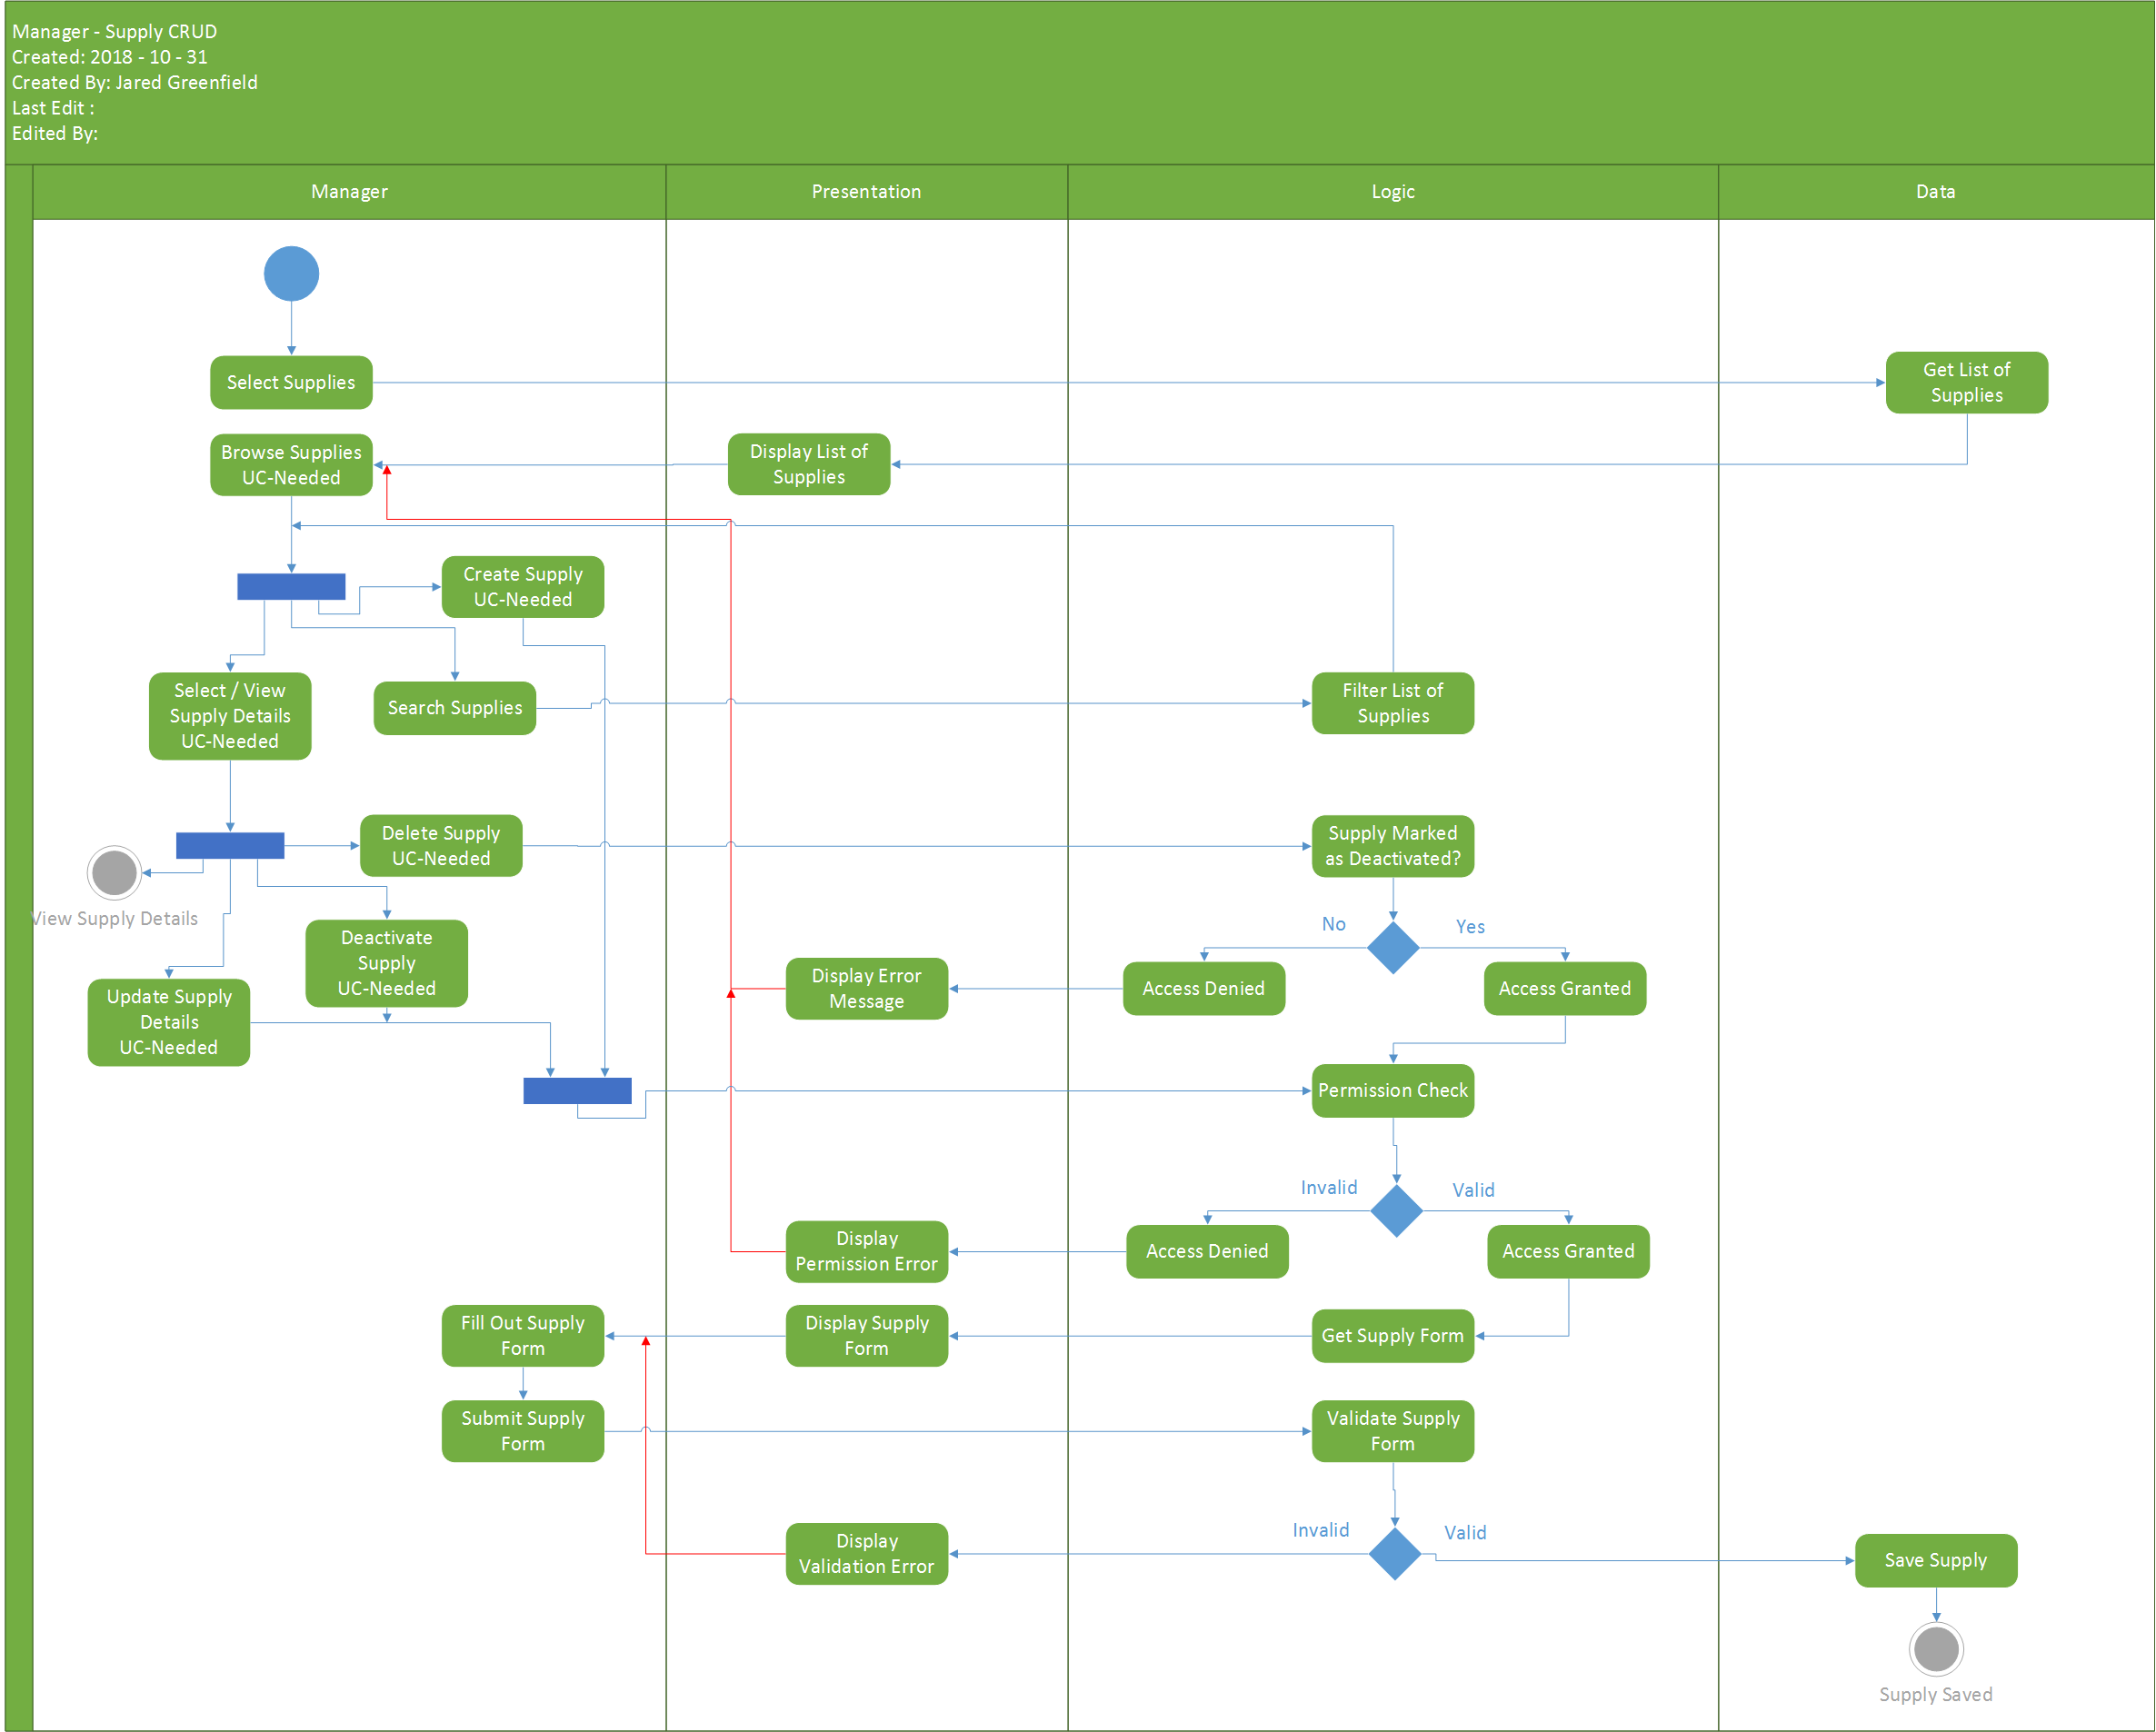 Manager - Supply CRUD
Created: 2018 - 10 - 31
Created By: Jared Greenfield
Last Edit :
Edited By:
Manager
Presentation
Logic
Data
Select Supplies
Get List of
Supplies
Browse Supplies
UC-Needed
Display List of
Supplies
Create Supply
UC-Needed
Select / View
Supply Details
UC-Needed
Search Supplies
Filter List of
Supplies
Delete Supply
UC-Needed
Supply Marked
as Deactivated?
View Supply Details
No
Yes
Deactivate
Supply
UC-Needed
Update Supply
Details
UC-Needed
Display Error
Message
Access Denied
Access Granted
Permission Check
Invalid
Valid
Display
Permission Error
Access Denied
Access Granted
Fill Out Supply
Form
Display Supply
Form
Get Supply Form
Submit Supply
Form
Validate Supply
Form
Invalid
Valid
Display
Validation Error
Save Supply
Supply Saved